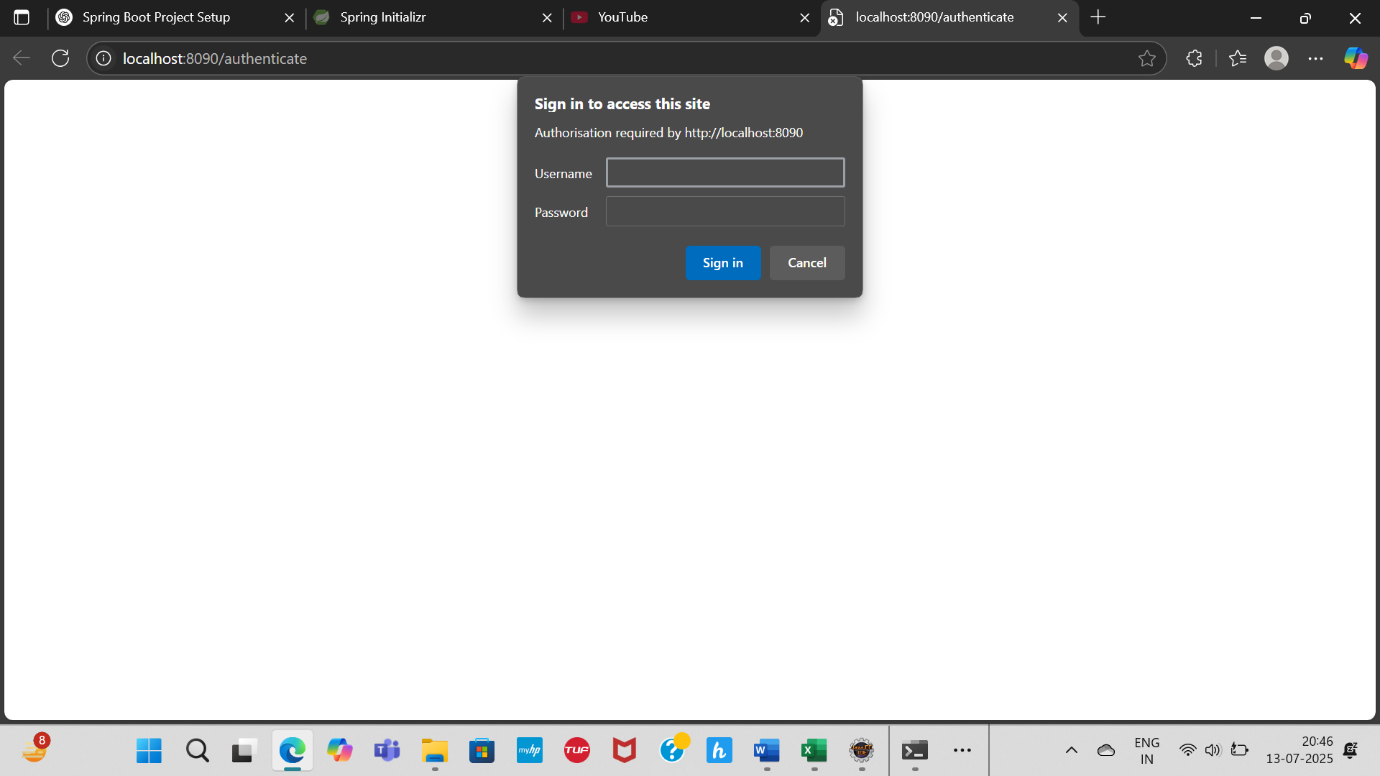 Spring Boot Project Setup
Spring Initializr
YouTube
localhost:8090/authenticate
localhost:8090/authenticate
Sign in to access this site
Authorisation required by http://localhost:8090
Username
Password
Sign in
Cancel
8
myhp
TUF
h
W
X
ENG
IN
20:46
13-07-2025